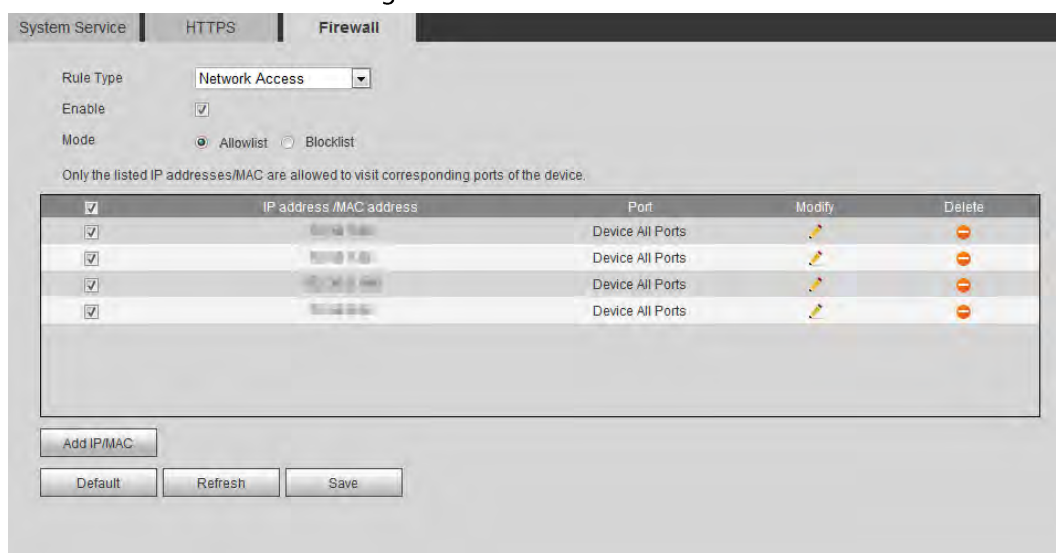 System Service HTTPS Firewall
Rule Type Network Access
Enable
Mode Allowlist Blocklist
Only the listed IP addresses/MAC are allowed to visit corresponding ports of the device.
IP address /MAC address Port Modify Delete
Device All Ports
Device All Ports
Device All Ports
Device All Ports
Add IP/MAC
Default Refresh Save